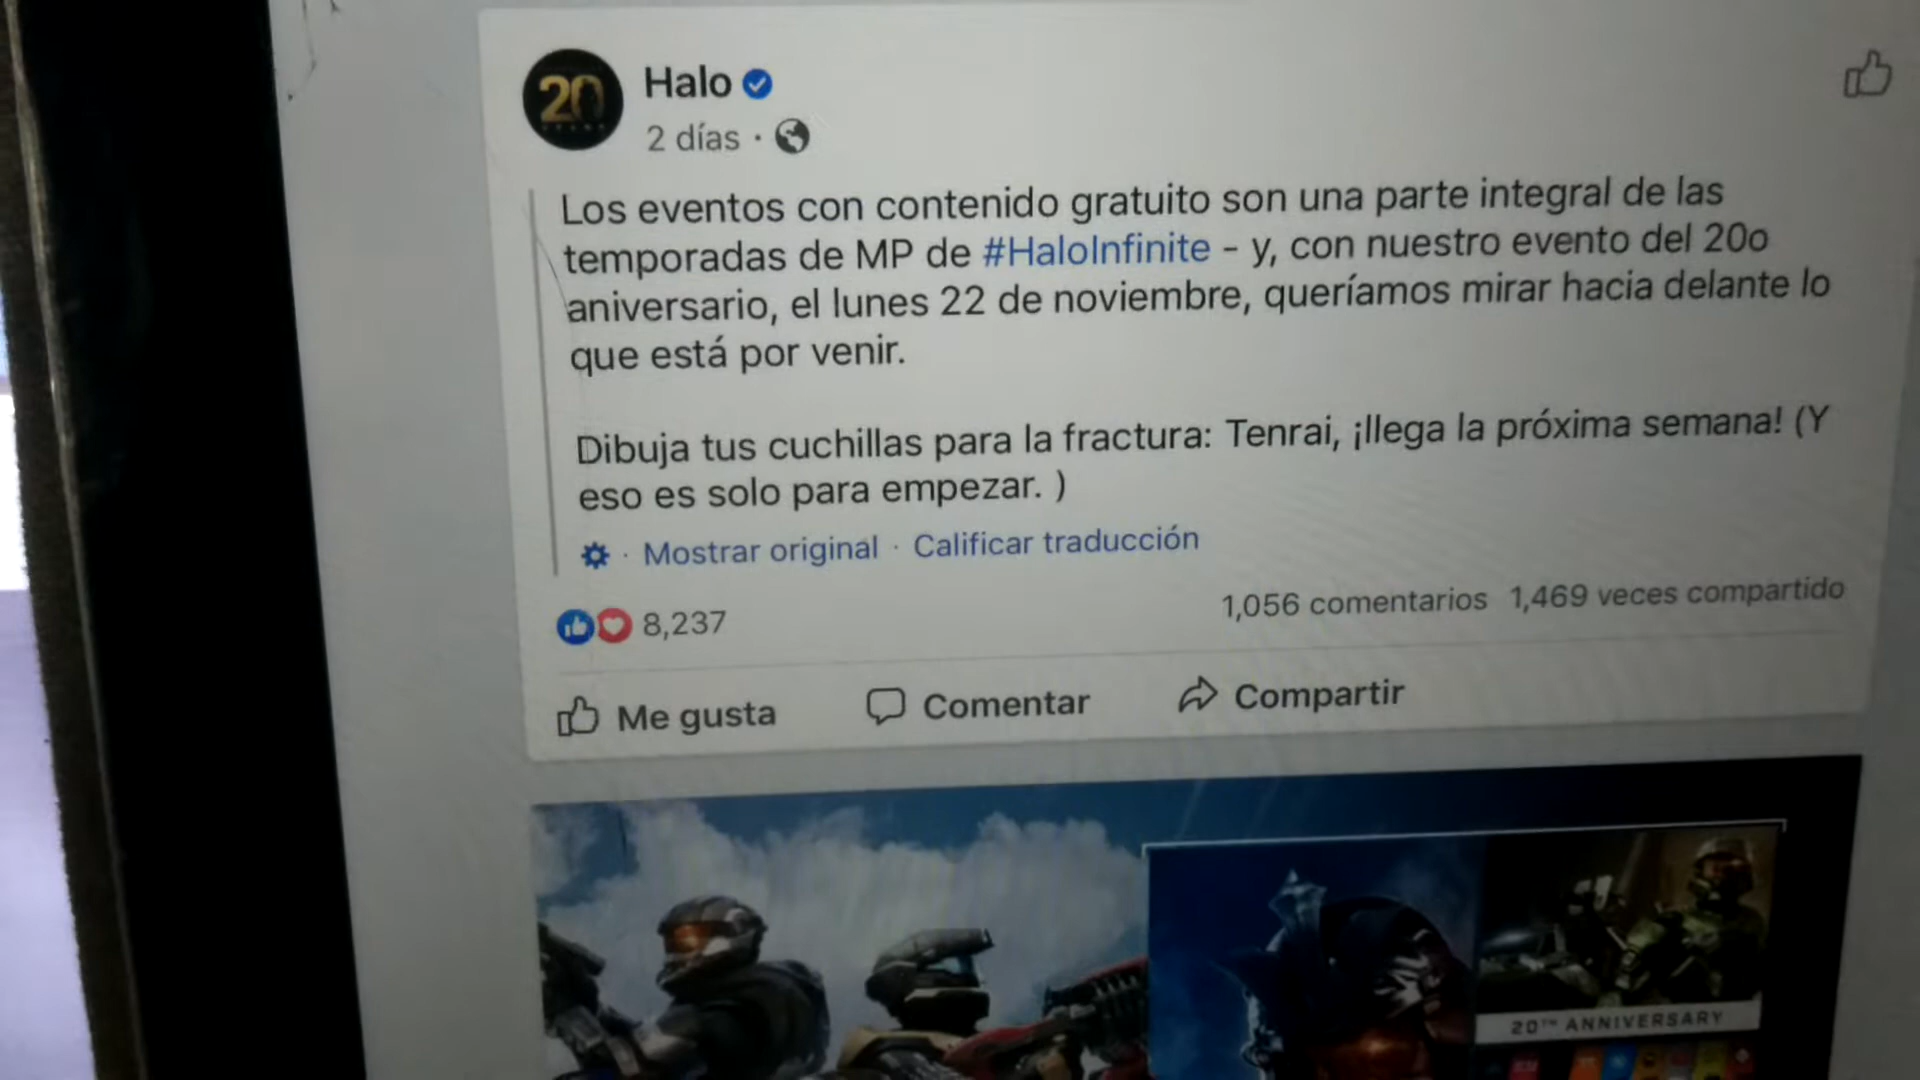 20
Halo
2 días ·
Los eventos con contenido gratuito son una parte integral de las
temporadas de MP de #HaloInfinite - y, con nuestro evento del 20o
aniversario, el lunes 22 de noviembre, queríamos mirar hacia delante lo
que está por venir.
Dibuja tus cuchillas para la fractura: Tenrai, ¡llega la próxima semana! (Y
eso es solo para empezar. )
· Mostrar original · Calificar traducción
8,237
1,056 comentarios 1,469 veces compartido
Me gusta Comentar Compartir
20TH ANNIVERSARY